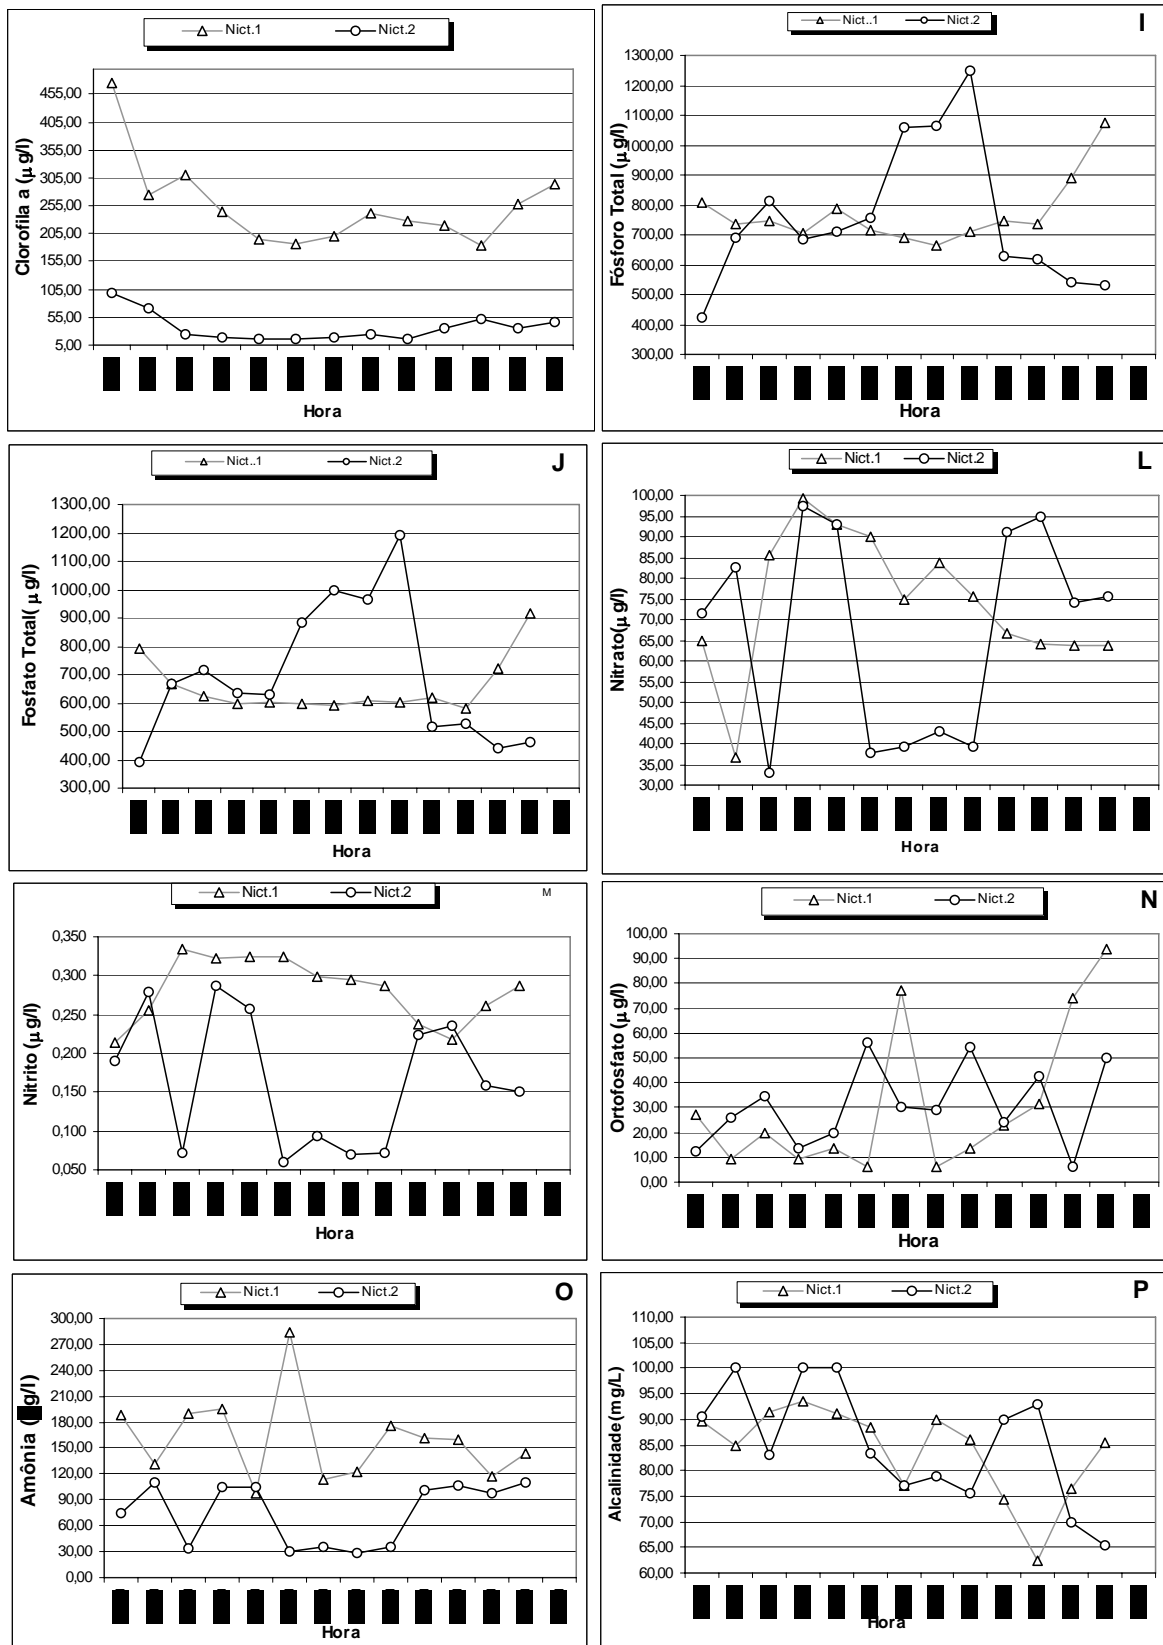 Nict.1 Nict.2
Clorofila a (µ g/l)
455,00
405,00
355,00
305,00
255,00
205,00
155,00
105,00
55,00
5,00
Hora
I
Nict..1 Nict.2
Fósforo Total (µ g/l)
1300,00
1200,00
1100,00
1000,00
900,00
800,00
700,00
600,00
500,00
400,00
300,00
Hora
J
Nict..1 Nict.2
Fosfato Total( µ g/l)
1300,00
1200,00
1100,00
1000,00
900,00
800,00
700,00
600,00
500,00
400,00
300,00
Hora
L
Nict.1 Nict.2
Nitrato(µ g/l)
100,00
95,00
90,00
85,00
80,00
75,00
70,00
65,00
60,00
55,00
50,00
45,00
40,00
35,00
30,00
Hora
M
Nict.1 Nict.2
Nitrito (µ g/l)
0,350
0,300
0,250
0,200
0,150
0,100
0,050
Hora
N
Nict.1 Nict.2
Ortofosfato (µ g/l)
100,00
90,00
80,00
70,00
60,00
50,00
40,00
30,00
20,00
10,00
0,00
Hora
O
Nict.1 Nict.2
Amônia ( g/l)
300,00
270,00
240,00
210,00
180,00
150,00
120,00
90,00
60,00
30,00
0,00
Hora
P
Nict.1 Nict.2
Alcalinidade(mg/L)
110,00
105,00
100,00
95,00
90,00
85,00
80,00
75,00
70,00
65,00
60,00
Hora